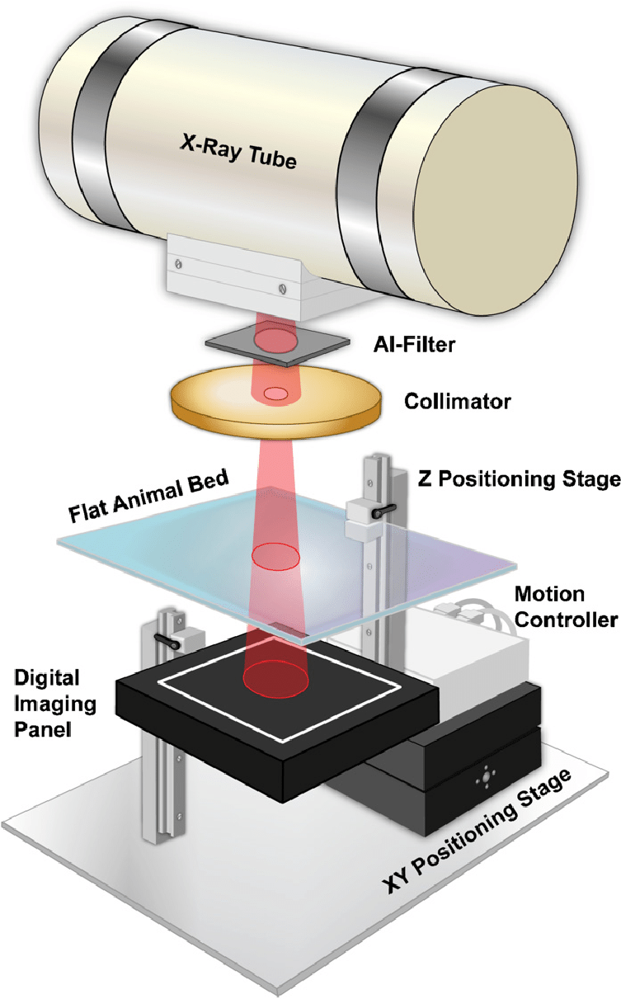 X-Ray Tube
Al-Filter
Collimator
Z Positioning Stage
Flat Animal Bed
Motion
Controller
Digital
Imaging
Panel
XY Positioning Stage